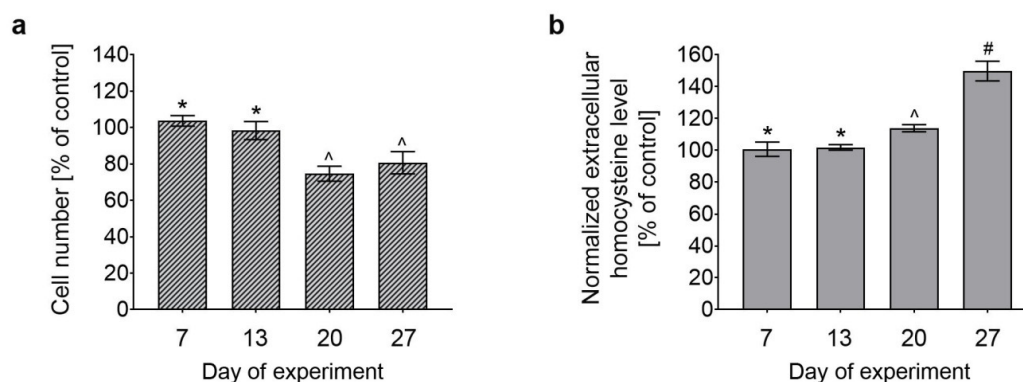 a
Cell number [% of control]
140
120
100
80
60
40
20
0
* * ^ ^
7 13 20 27
Day of experiment
b
Normalized extracellular
homocysteine level
[% of control]
160
140
120
100
80
60
40
20
0
* * ^ #
7 13 20 27
Day of experiment